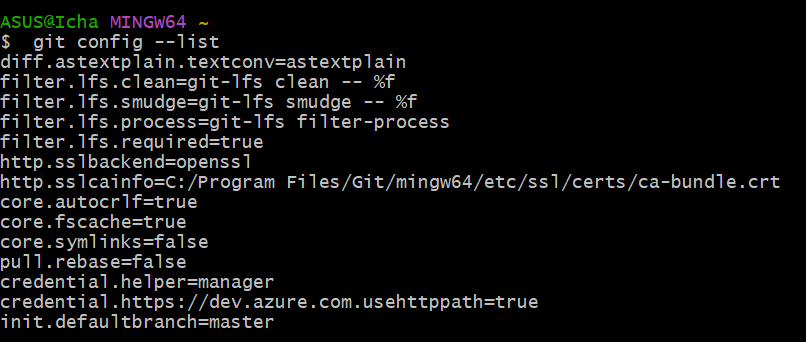 ASUS@Icha MINGW64 ~
$  git config --list
diff.astextplain.textconv=astextplain
filter.lfs.clean=git-lfs clean -- %f
filter.lfs.smudge=git-lfs smudge -- %f
filter.lfs.process=git-lfs filter-process
filter.lfs.required=true
http.sslbackend=openssl
http.sslcainfo=C:/Program Files/Git/mingw64/etc/ssl/certs/ca-bundle.crt
core.autocrlf=true
core.fscache=true
core.symlinks=false
pull.rebase=false
credential.helper=manager
credential.https://dev.azure.com.usehttppath=true
init.defaultbranch=master